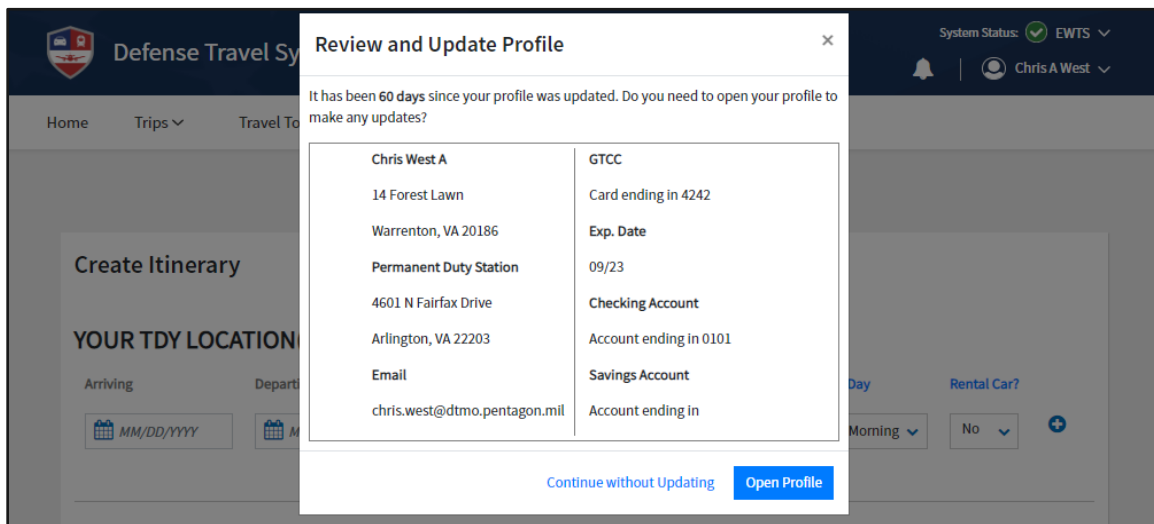 Defense Travel Sy
System Status: EWTS
Chris A West
Home Trips Travel To
Review and Update Profile ×
It has been 60 days since your profile was updated. Do you need to open your profile to
make any updates?
Chris West A
14 Forest Lawn
Warrenton, VA 20186
Permanent Duty Station
4601 N Fairfax Drive
Arlington, VA 22203
Email
chris.west@dtmo.pentagon.mil
GTCC
Card ending in 4242
Exp. Date
09/23
Checking Account
Account ending in 0101
Savings Account
Account ending in
Continue without Updating
Open Profile
Create Itinerary
YOUR TDY LOCATION
Arriving Departi Day Rental Car?
MM/DD/YYYY M Morning No